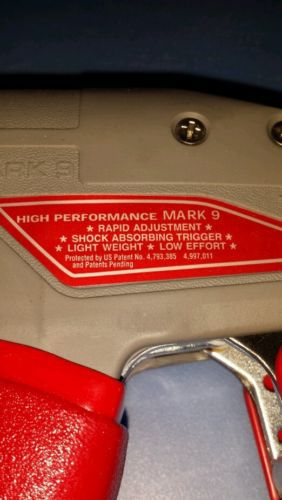 MARK 9
HIGH PERFORMANCE MARK 9
★ RAPID ADJUSTMENT ★
★ SHOCK ABSORBING TRIGGER ★
★ LIGHT WEIGHT ★ LOW EFFORT ★
Protected by US Patent No. 4,793,385 4,997,011
and Patents Pending